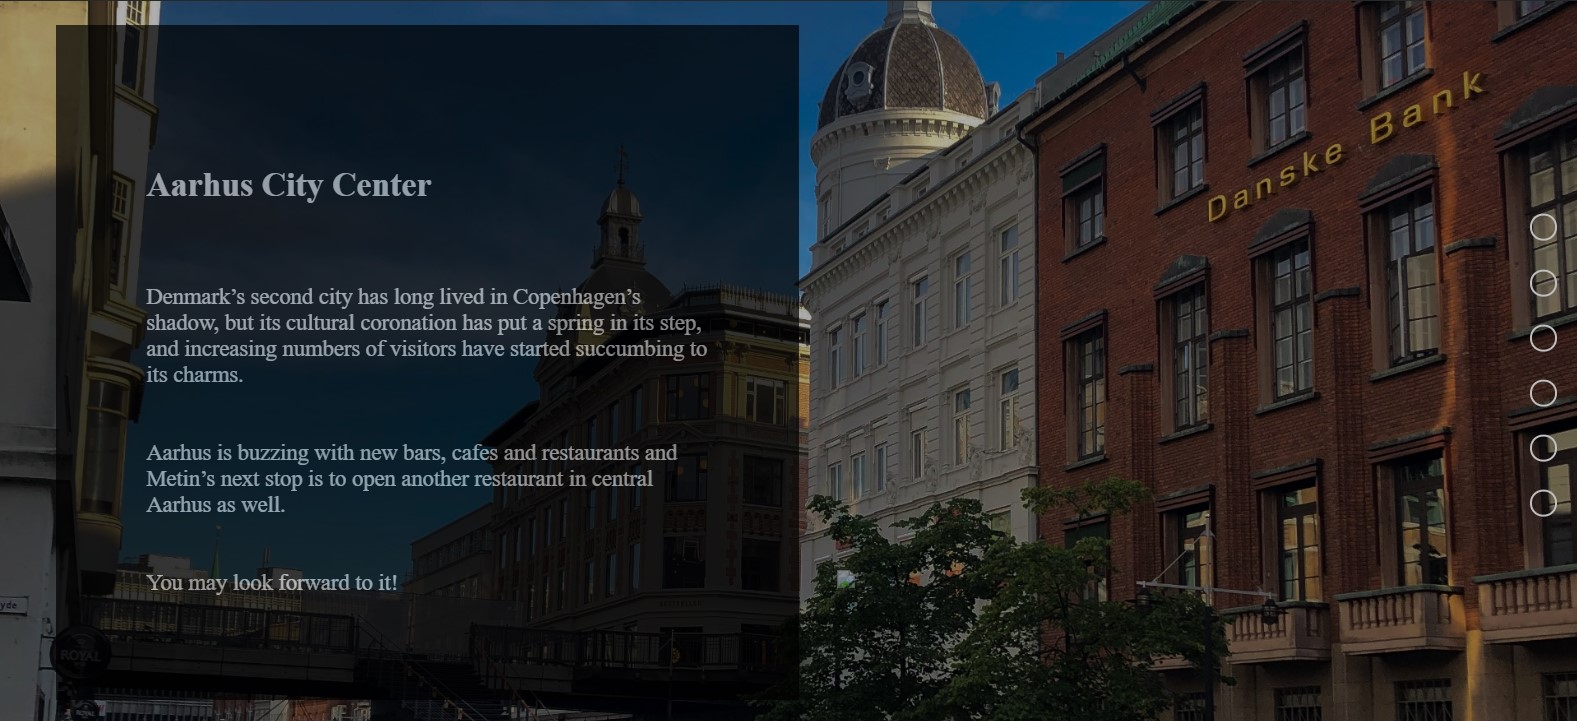 Aarhus City Center
Denmark’s second city has long lived in Copenhagen’s
shadow, but its cultural coronation has put a spring in its step,
and increasing numbers of visitors have started succumbing to
its charms.
Aarhus is buzzing with new bars, cafes and restaurants and
Metin’s next stop is to open another restaurant in central
Aarhus as well.
You may look forward to it!
Danske Bank
yde
ROYAL